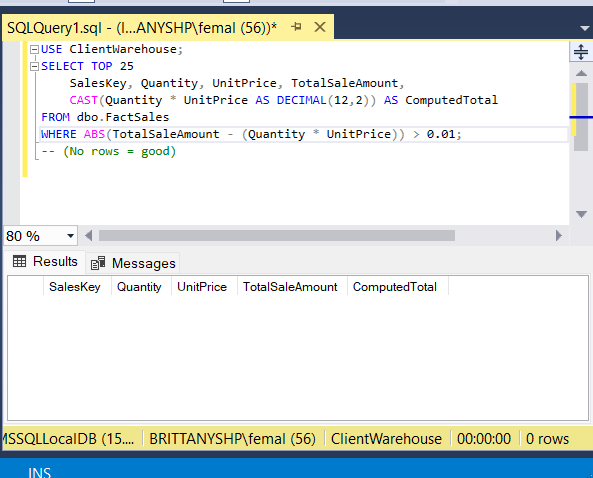 SQLQuery1.sql - (l...ANYSHP\femal (56))*
USE ClientWarehouse;
SELECT TOP 25
SalesKey, Quantity, UnitPrice, TotalSaleAmount,
CAST(Quantity * UnitPrice AS DECIMAL(12,2)) AS ComputedTotal
FROM dbo.FactSales
WHERE ABS(TotalSaleAmount - (Quantity * UnitPrice)) > 0.01;
-- (No rows = good)
80 %
Results Messages
SalesKey Quantity UnitPrice TotalSaleAmount ComputedTotal
MSSQLLocalDB (15.... BRITTANYSHP\femal (56) ClientWarehouse 00:00:00 0 rows
INS